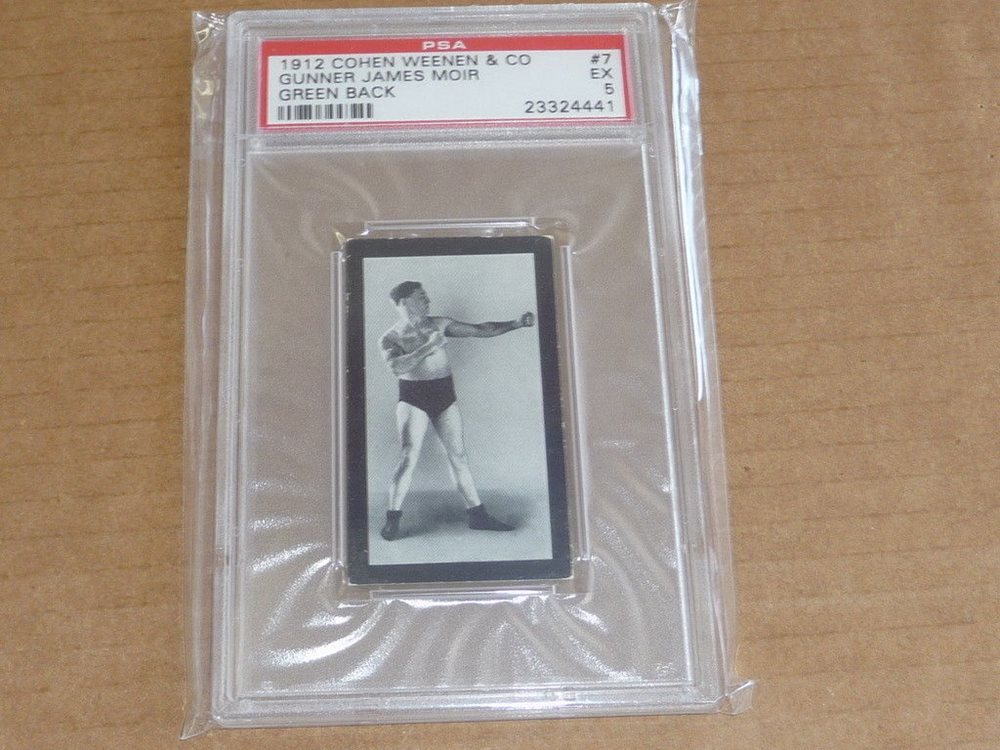 PSA
1912 COHEN WEENEN & CO #7
GUNNER JAMES MOIR EX
GREEN BACK 5
23324441